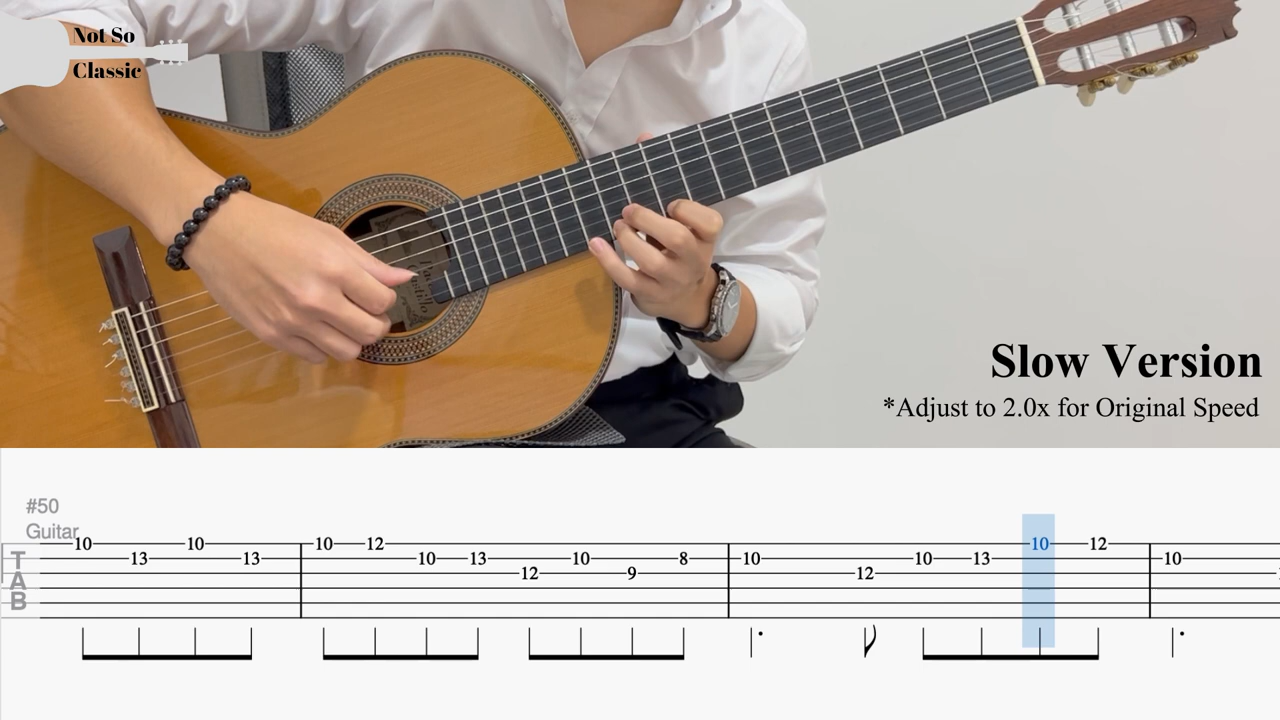 Not So
Classic
Slow Version
*Adjust to 2.0x for Original Speed
#50
Guitar
10 13 10 13 10 12 10 13 12 10 9 8 10 12 10 13 10 12 10
T
A
B